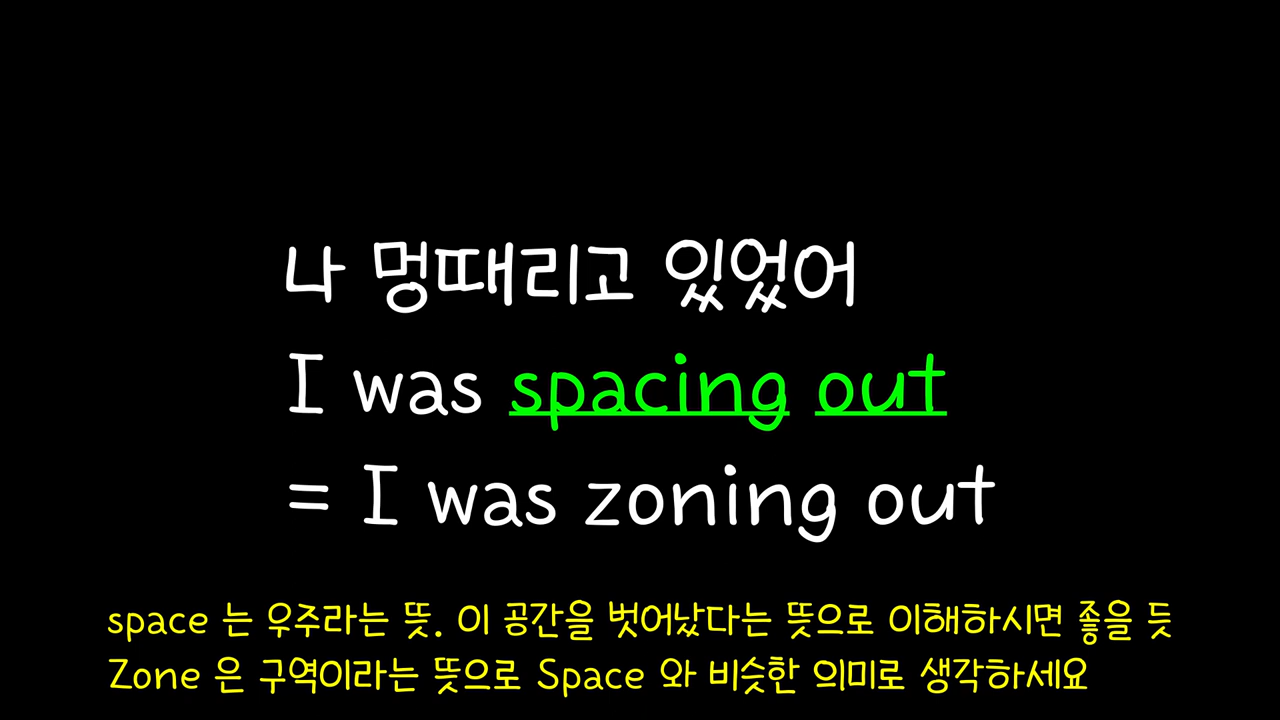 나 멍때리고 있었어
I was spacing out
= I was zoning out
space 는 우주라는 뜻. 이 공간을 벗어났다는 뜻으로 이해하시면 좋을 듯
Zone 은 구역이라는 뜻으로 Space 와 비슷한 의미로 생각하세요